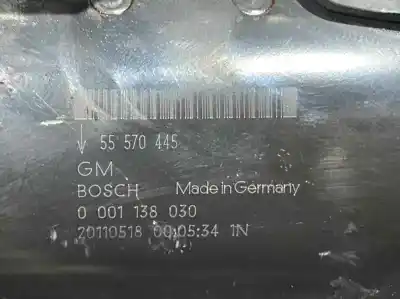 55 570 445
GM
BOSCH Made in Germany
0 001 138 030
20110518 00:05:34 1N